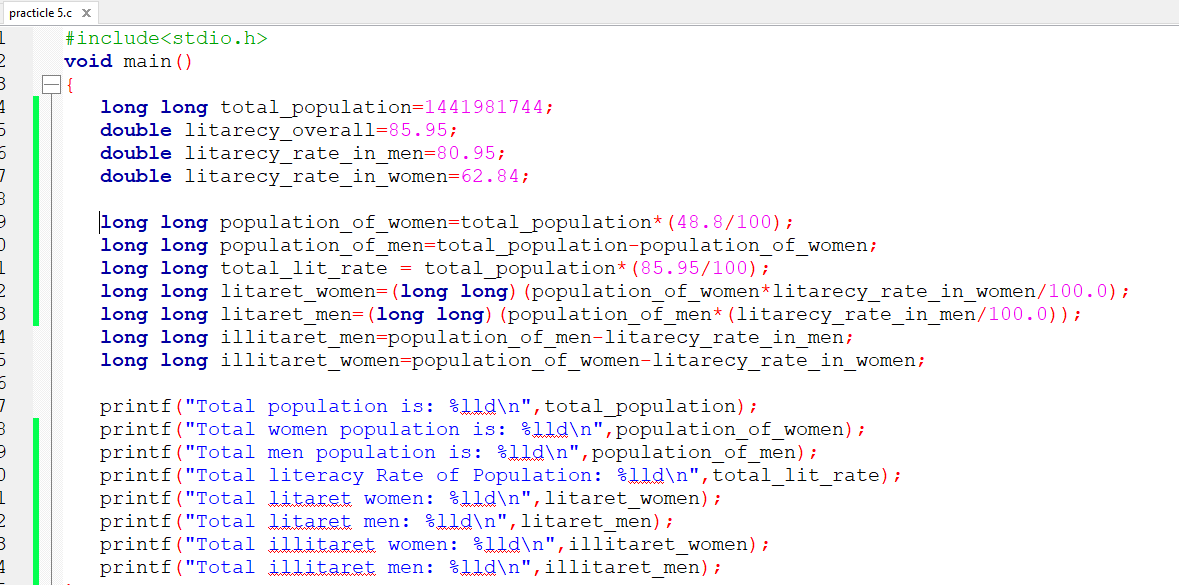 practicle 5.c X
1 #include<stdio.h>
2 void main()
3 {
4 long long total_population=1441981744;
5 double litarecy_overall=85.95;
6 double litarecy_rate_in_men=80.95;
7 double litarecy_rate_in_women=62.84;
8
9 long long population_of_women=total_population*(48.8/100);
0 long long population_of_men=total_population-population_of_women;
1 long long total_lit_rate = total_population*(85.95/100);
2 long long litaret_women=(long long)(population_of_women*litarecy_rate_in_women/100.0);
3 long long litaret_men=(long long)(population_of_men*(litarecy_rate_in_men/100.0));
4 long long illitaret_men=population_of_men-litarecy_rate_in_men;
5 long long illitaret_women=population_of_women-litarecy_rate_in_women;
6
7 printf("Total population is: %lld\n",total_population);
8 printf("Total women population is: %lld\n",population_of_women);
9 printf("Total men population is: %lld\n",population_of_men);
0 printf("Total literacy Rate of Population: %lld\n",total_lit_rate);
1 printf("Total litaret women: %lld\n",litaret_women);
2 printf("Total litaret men: %lld\n",litaret_men);
3 printf("Total illitaret women: %lld\n",illitaret_women);
4 printf("Total illitaret men: %lld\n",illitaret_men);